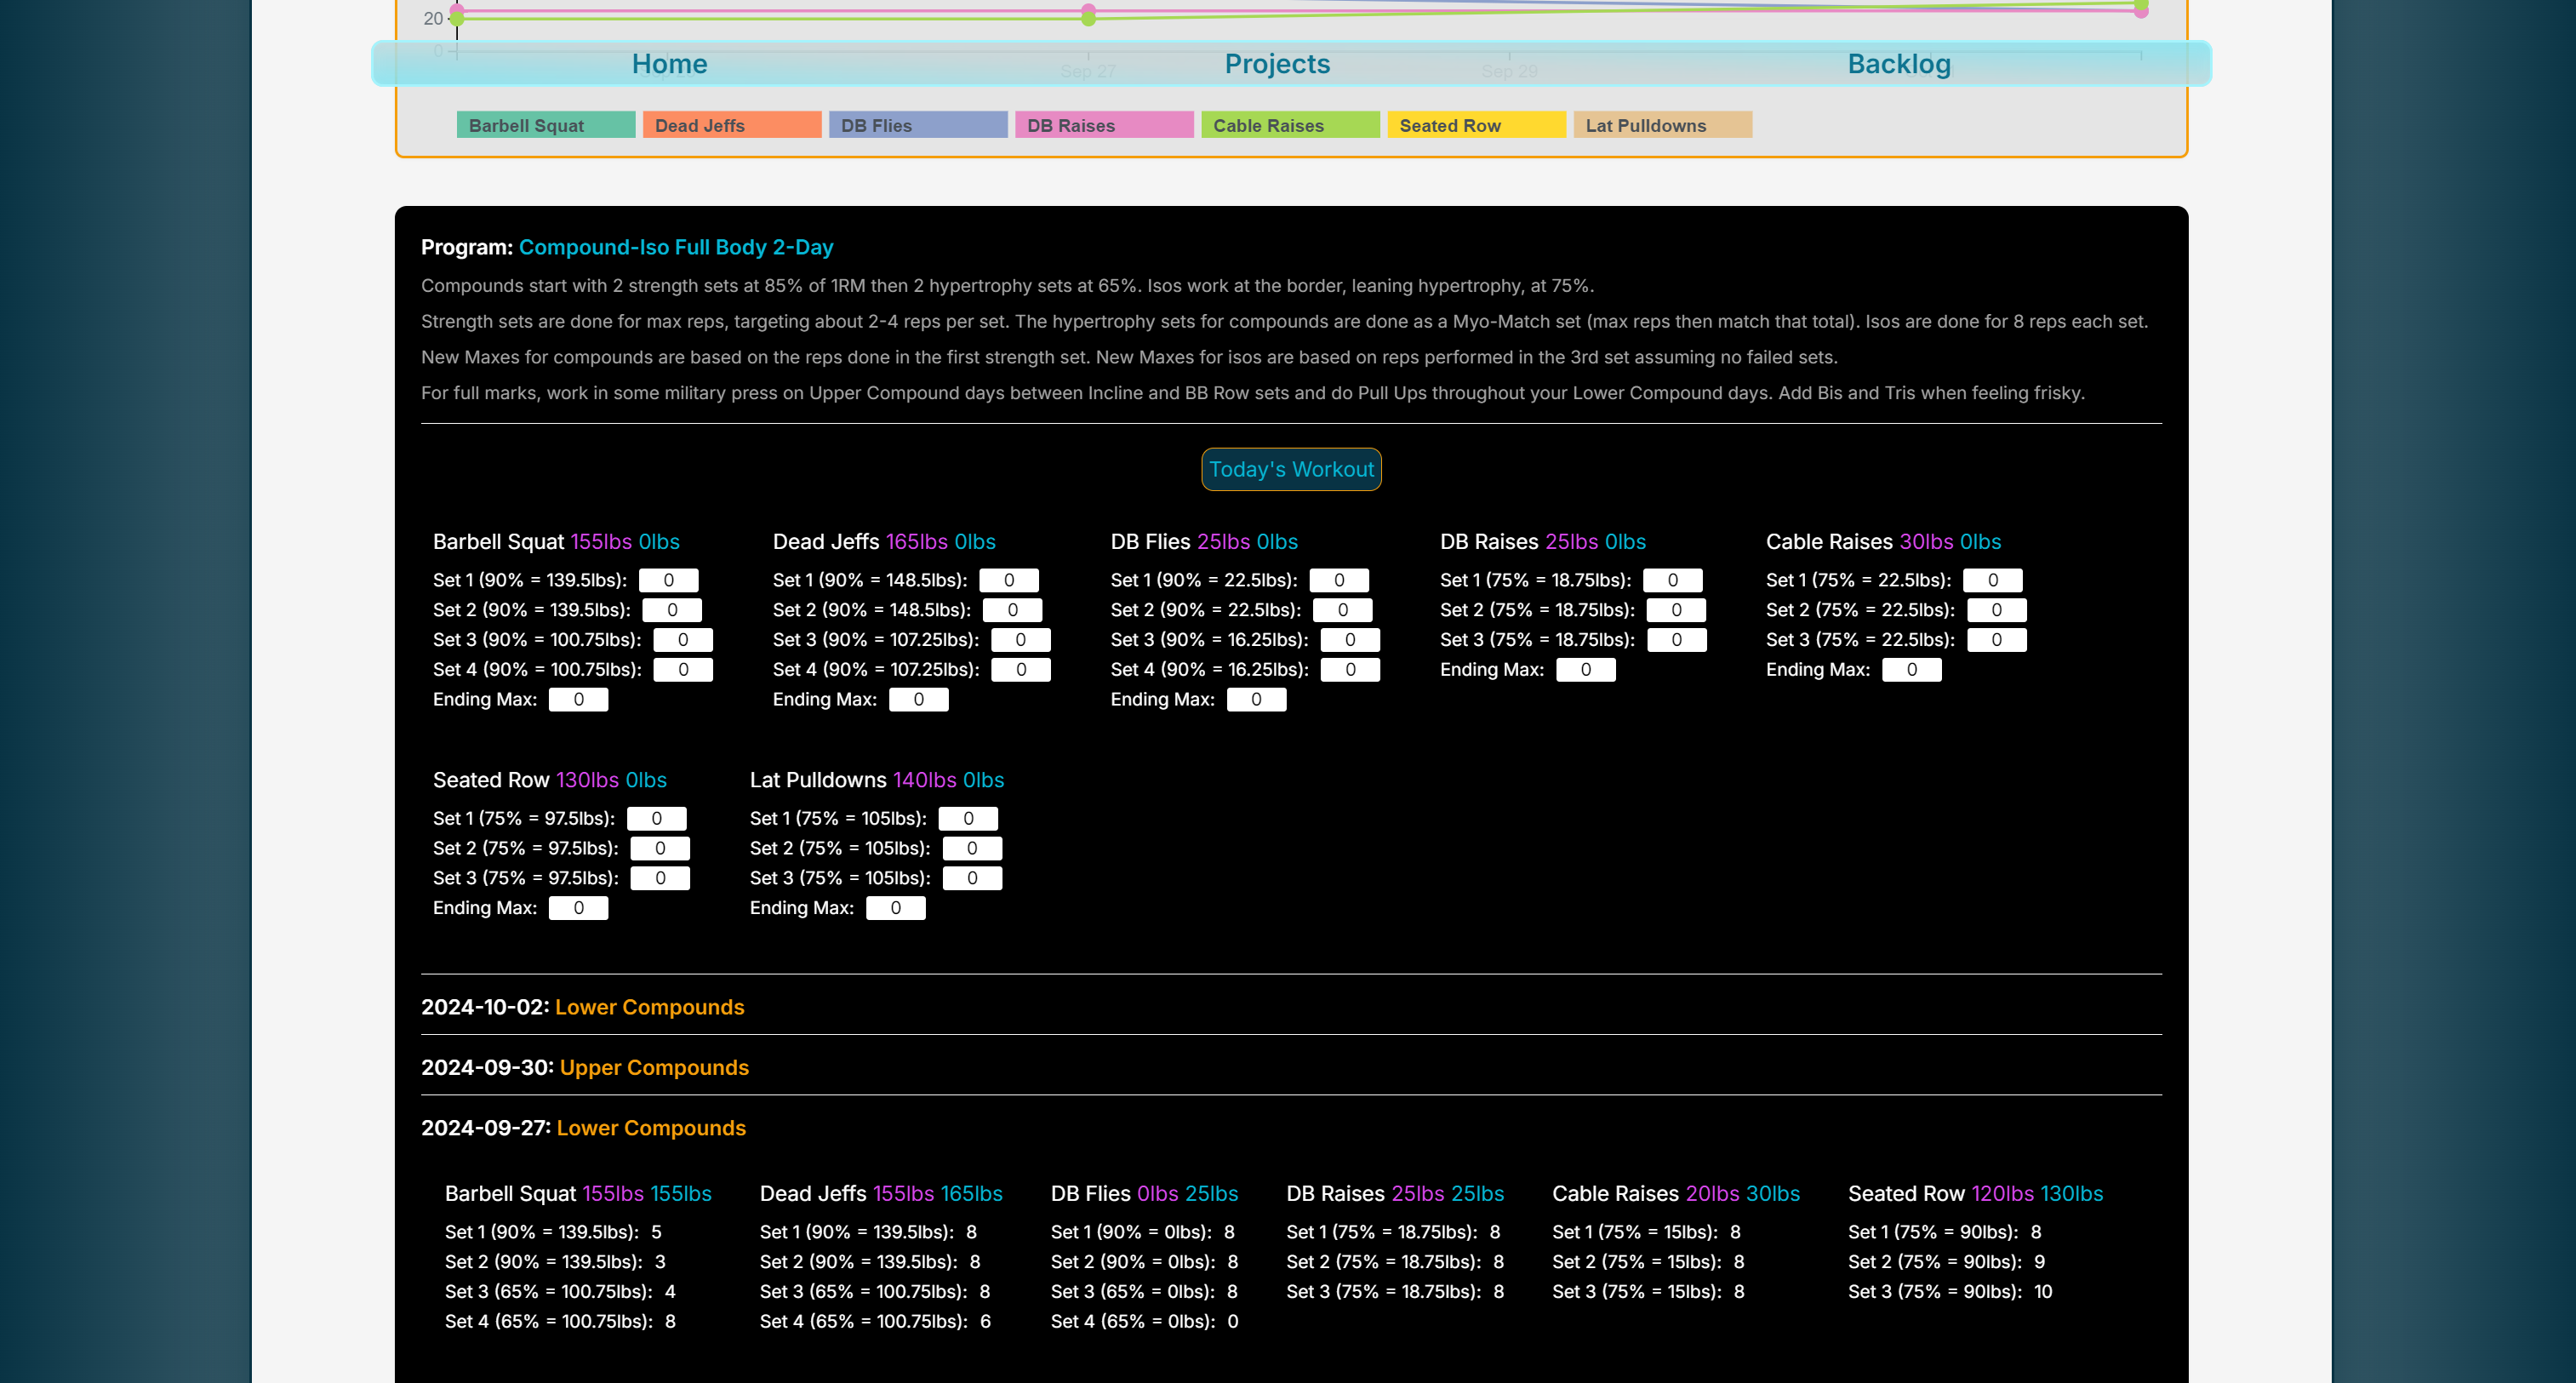 20
0
Home Projects Backlog
Sep 27 Sep 29
Barbell Squat Dead Jeffs DB Flies DB Raises Cable Raises Seated Row Lat Pulldowns
Program: Compound-Iso Full Body 2-Day
Compounds start with 2 strength sets at 85% of 1RM then 2 hypertrophy sets at 65%. Isos work at the border, leaning hypertrophy, at 75%.
Strength sets are done for max reps, targeting about 2-4 reps per set. The hypertrophy sets for compounds are done as a Myo-Match set (max reps then match that total). Isos are done for 8 reps each set.
New Maxes for compounds are based on the reps done in the first strength set. New Maxes for isos are based on reps performed in the 3rd set assuming no failed sets.
For full marks, work in some military press on Upper Compound days between Incline and BB Row sets and do Pull Ups throughout your Lower Compound days. Add Bis and Tris when feeling frisky.
Today's Workout
Barbell Squat 155lbs 0lbs
Set 1 (90% = 139.5lbs): 0
Set 2 (90% = 139.5lbs): 0
Set 3 (90% = 100.75lbs): 0
Set 4 (90% = 100.75lbs): 0
Ending Max: 0
Dead Jeffs 165lbs 0lbs
Set 1 (90% = 148.5lbs): 0
Set 2 (90% = 148.5lbs): 0
Set 3 (90% = 107.25lbs): 0
Set 4 (90% = 107.25lbs): 0
Ending Max: 0
DB Flies 25lbs 0lbs
Set 1 (90% = 22.5lbs): 0
Set 2 (90% = 22.5lbs): 0
Set 3 (90% = 16.25lbs): 0
Set 4 (90% = 16.25lbs): 0
Ending Max: 0
DB Raises 25lbs 0lbs
Set 1 (75% = 18.75lbs): 0
Set 2 (75% = 18.75lbs): 0
Set 3 (75% = 18.75lbs): 0
Ending Max: 0
Cable Raises 30lbs 0lbs
Set 1 (75% = 22.5lbs): 0
Set 2 (75% = 22.5lbs): 0
Set 3 (75% = 22.5lbs): 0
Ending Max: 0
Seated Row 130lbs 0lbs
Set 1 (75% = 97.5lbs): 0
Set 2 (75% = 97.5lbs): 0
Set 3 (75% = 97.5lbs): 0
Ending Max: 0
Lat Pulldowns 140lbs 0lbs
Set 1 (75% = 105lbs): 0
Set 2 (75% = 105lbs): 0
Set 3 (75% = 105lbs): 0
Ending Max: 0
2024-10-02: Lower Compounds
2024-09-30: Upper Compounds
2024-09-27: Lower Compounds
Barbell Squat 155lbs 155lbs
Set 1 (90% = 139.5lbs): 5
Set 2 (90% = 139.5lbs): 3
Set 3 (65% = 100.75lbs): 4
Set 4 (65% = 100.75lbs): 8
Dead Jeffs 155lbs 165lbs
Set 1 (90% = 139.5lbs): 8
Set 2 (90% = 139.5lbs): 8
Set 3 (65% = 100.75lbs): 8
Set 4 (65% = 100.75lbs): 6
DB Flies 0lbs 25lbs
Set 1 (90% = 0lbs): 8
Set 2 (90% = 0lbs): 8
Set 3 (65% = 0lbs): 8
Set 4 (65% = 0lbs): 0
DB Raises 25lbs 25lbs
Set 1 (75% = 18.75lbs): 8
Set 2 (75% = 18.75lbs): 8
Set 3 (75% = 18.75lbs): 8
Cable Raises 20lbs 30lbs
Set 1 (75% = 15lbs): 8
Set 2 (75% = 15lbs): 8
Set 3 (75% = 15lbs): 8
Seated Row 120lbs 130lbs
Set 1 (75% = 90lbs): 8
Set 2 (75% = 90lbs): 9
Set 3 (75% = 90lbs): 10